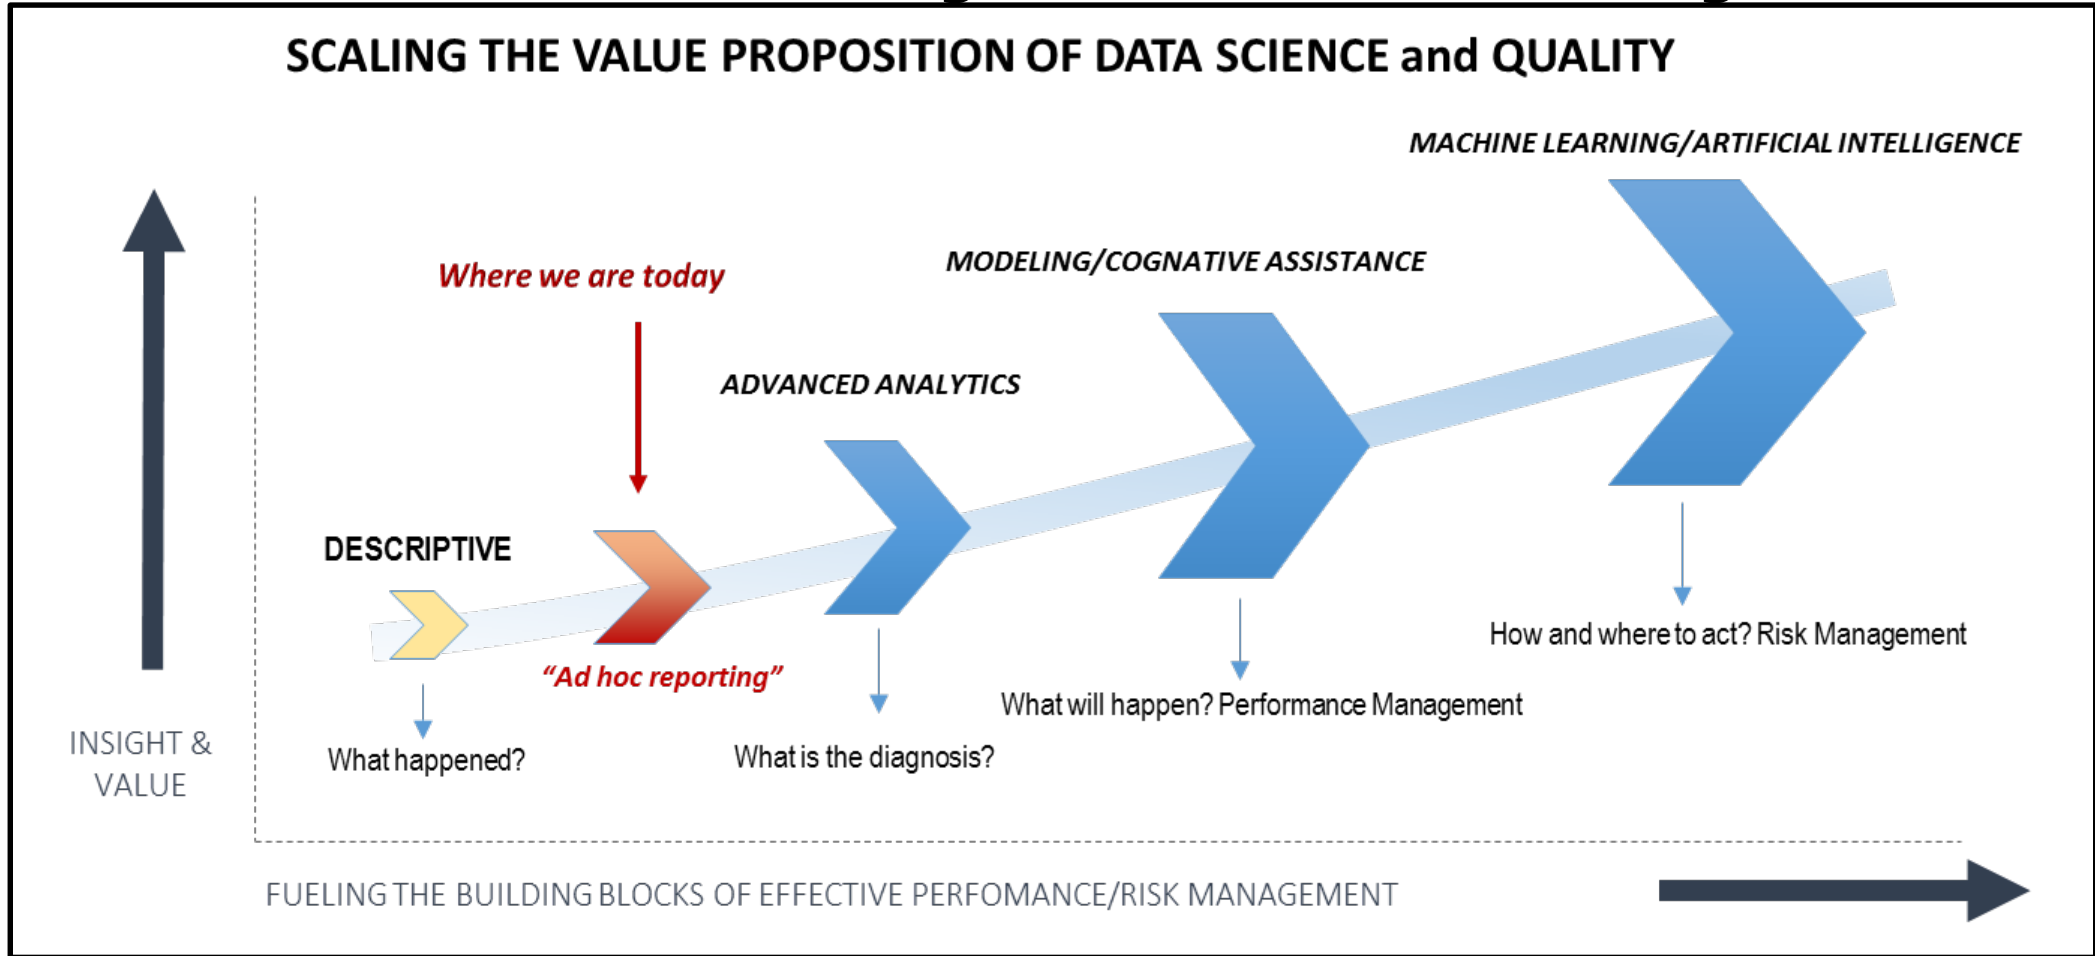 SCALING THE VALUE PROPOSITION OF DATA SCIENCE and QUALITY
MACHINE LEARNING/ARTIFICIAL INTELLIGENCE
MODELING/COGNATIVE ASSISTANCE
Where we are today
ADVANCED ANALYTICS
DESCRIPTIVE
"Ad hoc reporting"
How and where to act? Risk Management
What will happen? Performance Management
What is the diagnosis?
What happened?
INSIGHT &
VALUE
FUELING THE BUILDING BLOCKS OF EFFECTIVE PERFOMANCE/RISK MANAGEMENT